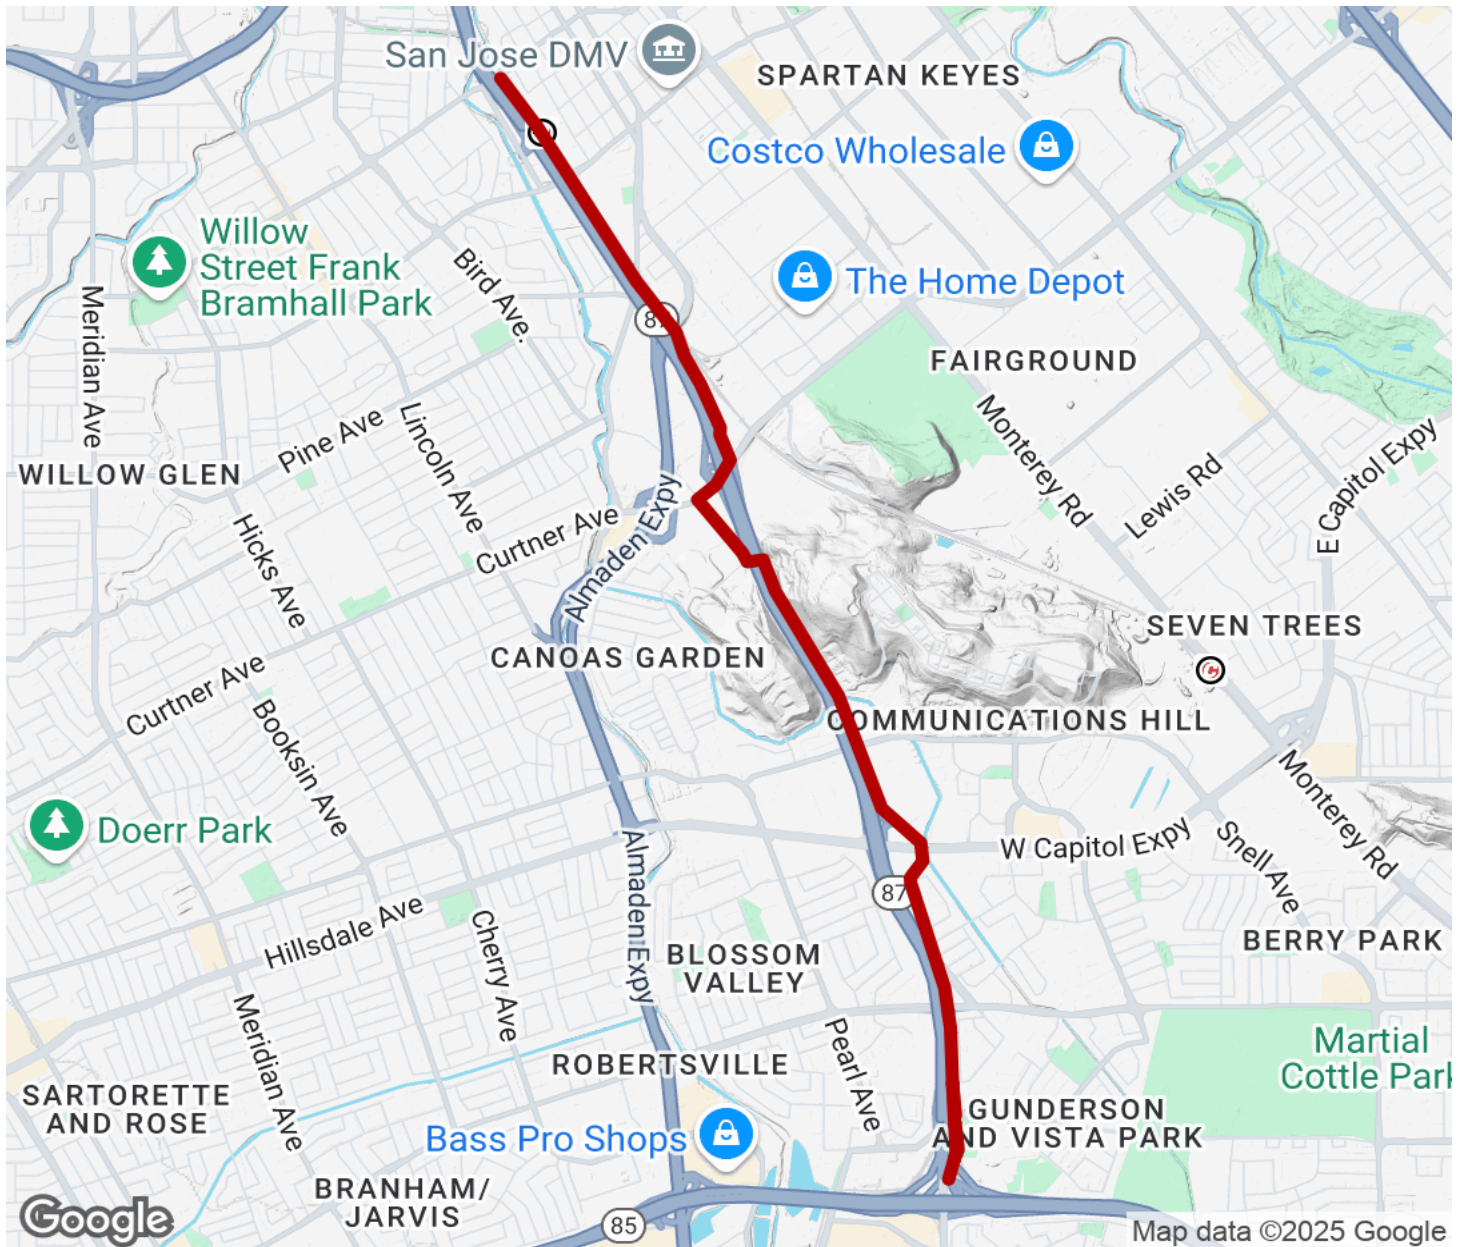 San Jose DMV
SPARTAN KEYES
Costco Wholesale
Willow
Street Frank
Bramhall Park
Bird Ave.
The Home Depot
Meridian Ave
87
FAIRGROUND
Pine Ave
Lincoln Ave
Monterey Rd
WILLOW GLEN
Lewis Rd
E Capitol Expy
Hicks Ave
Curtner Ave
Almaden Expy
SEVEN TREES
CANOAS GARDEN
Curtner Ave
Booksin Ave
COMMUNICATIONS HILL
Monterey Rd
Doerr Park
Almaden Expy
W Capitol Expy
Snell Ave
87
Hillsdale Ave
Cherry Ave
BLOSSOM
VALLEY
BERRY PARK
Meridian Ave
Pearl Ave
Martial
Cottle Park
ROBERTSVILLE
SARTORETTE
AND ROSE
GUNDERSON
AND VISTA PARK
Bass Pro Shops
BRANHAM/
JARVIS
85
Google
Map data ©2025 Google